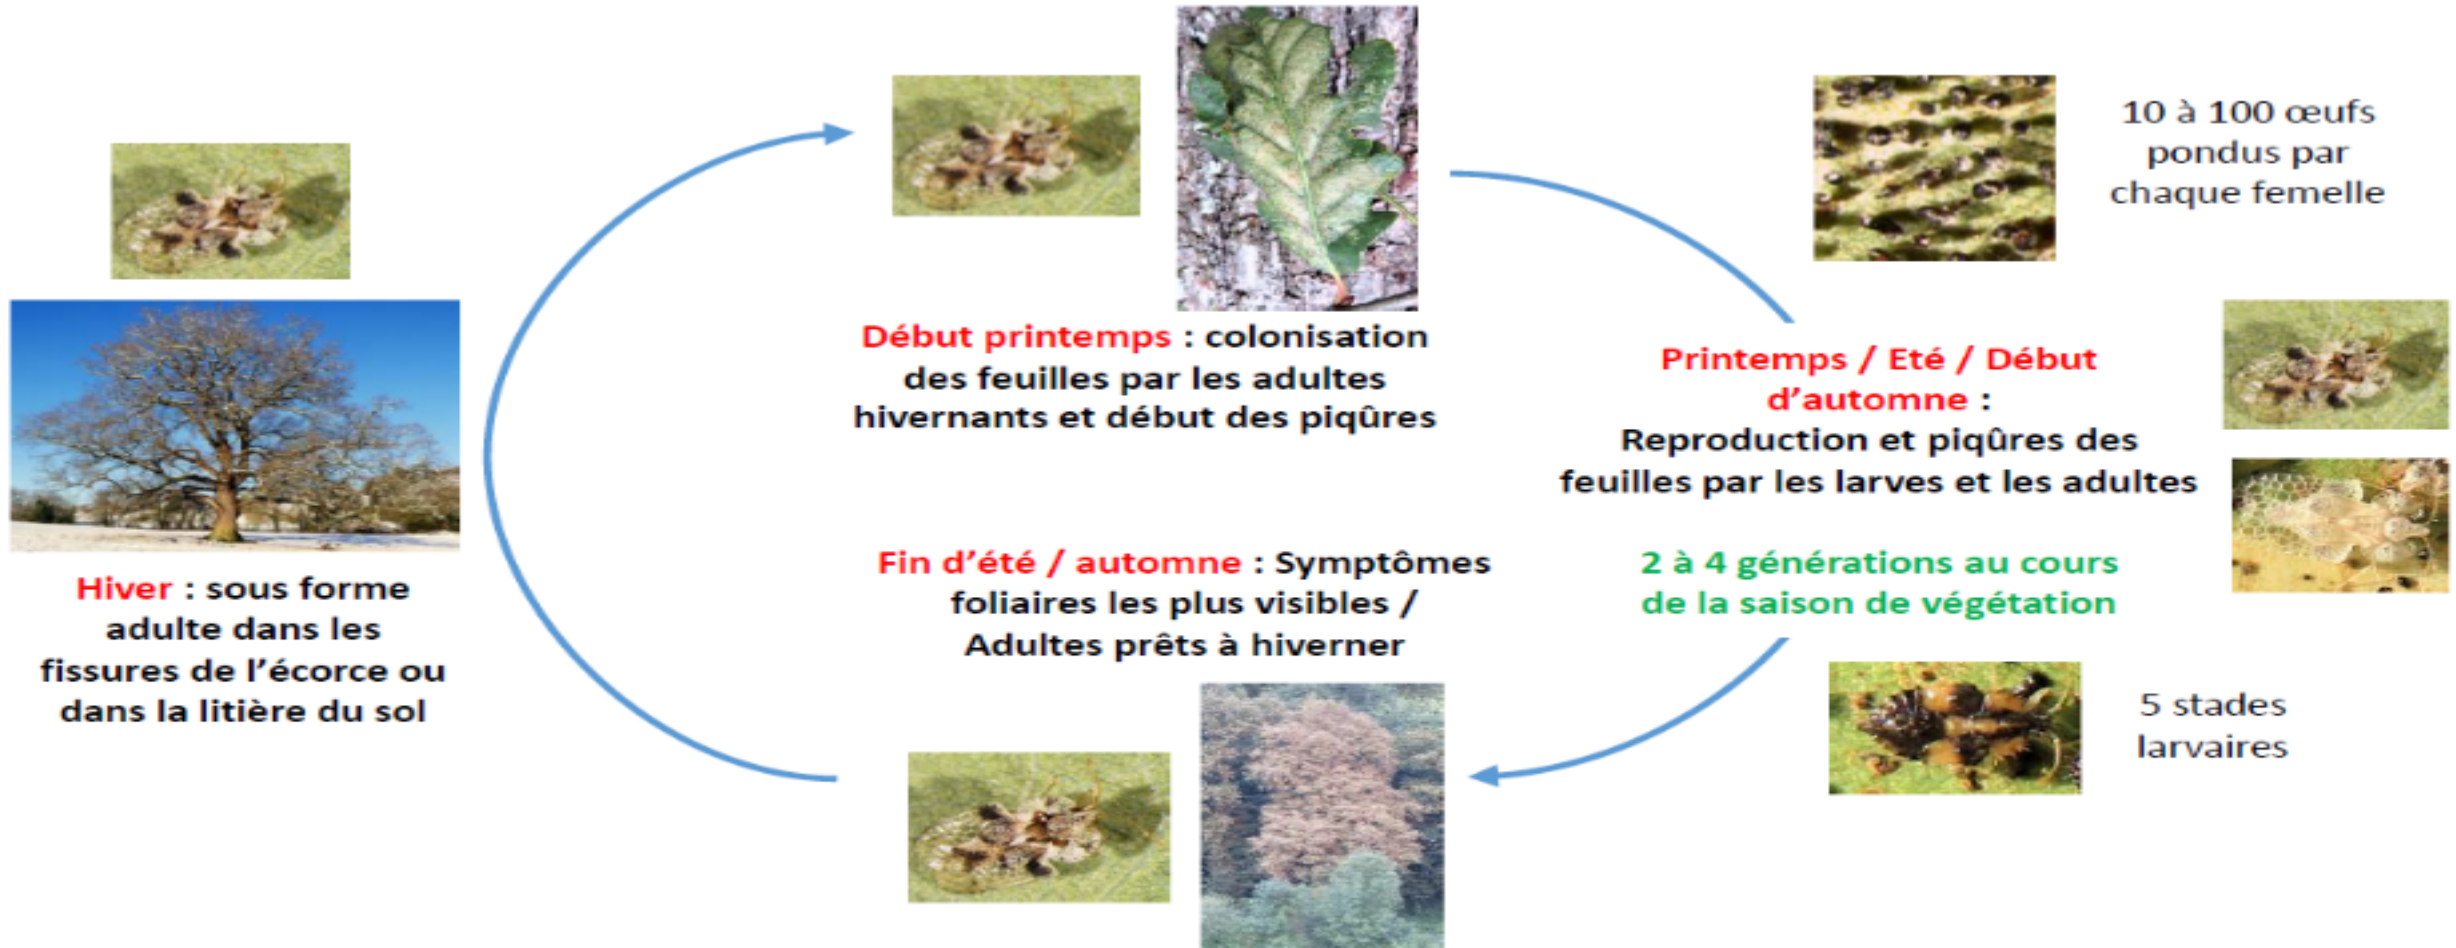 Hiver : sous forme
adulte dans les
fissures de l'écorce ou
dans la litière du sol
Début printemps : colonisation
des feuilles par les adultes
hivernants et début des piqûres
10 à 100 œufs
pondus par
chaque femelle
Printemps / Eté / Début
d'automne :
Reproduction et piqûres des
feuilles par les larves et les adultes
2 à 4 générations au cours
de la saison de végétation
5 stades
larvaires
Fin d'été / automne : Symptômes
foliaires les plus visibles /
Adultes prêts à hiverner